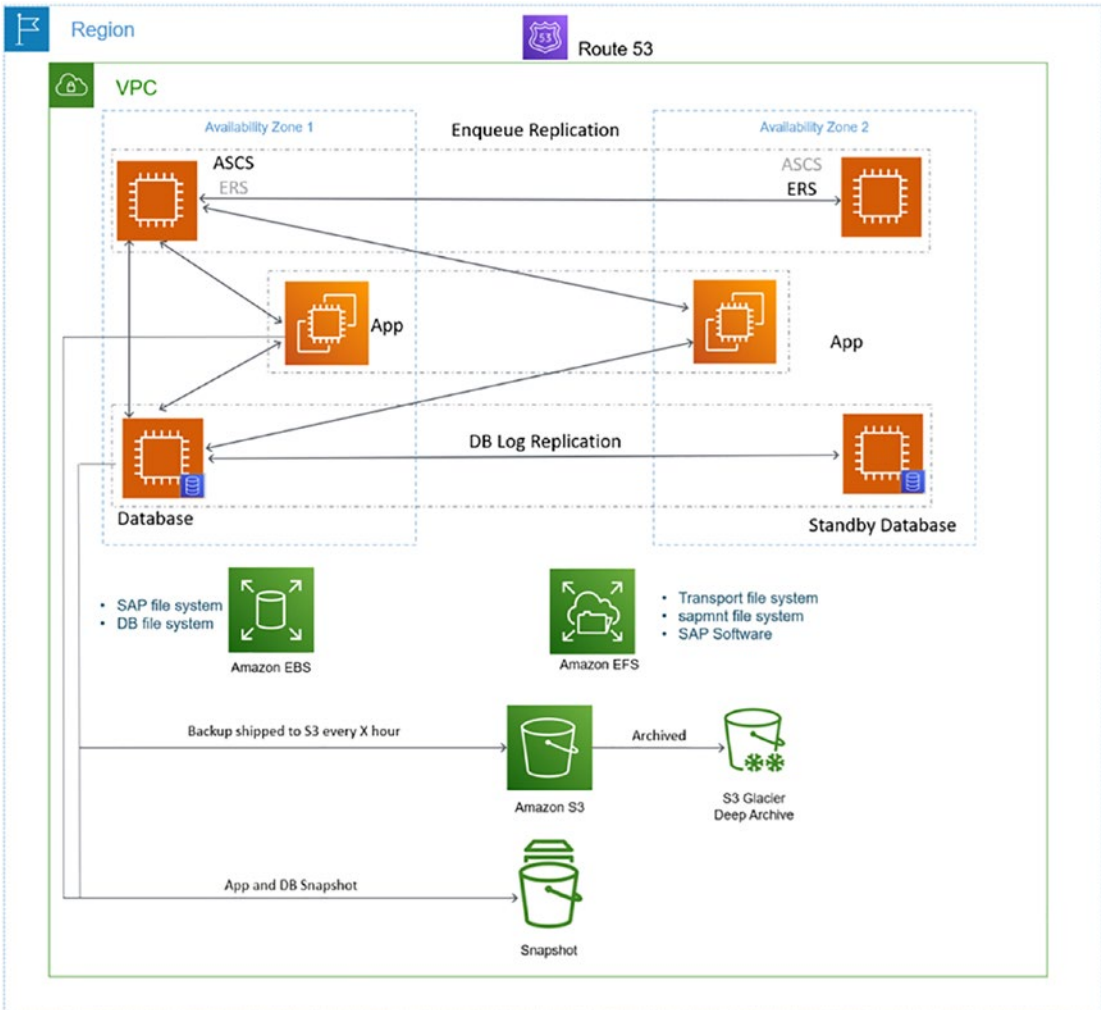 Region
53
Route 53
VPC
Availability Zone 1
Enqueue Replication
Availability Zone 2
ASCS
ERS
ASCS
ERS
App
App
DB Log Replication
Database
Standby Database
• SAP file system
• DB file system
Amazon EBS
• Transport file system
• sapmnt file system
• SAP Software
Amazon EFS
Backup shipped to S3 every X hour
Archived
Amazon S3
S3 Glacier
Deep Archive
App and DB Snapshot
Snapshot